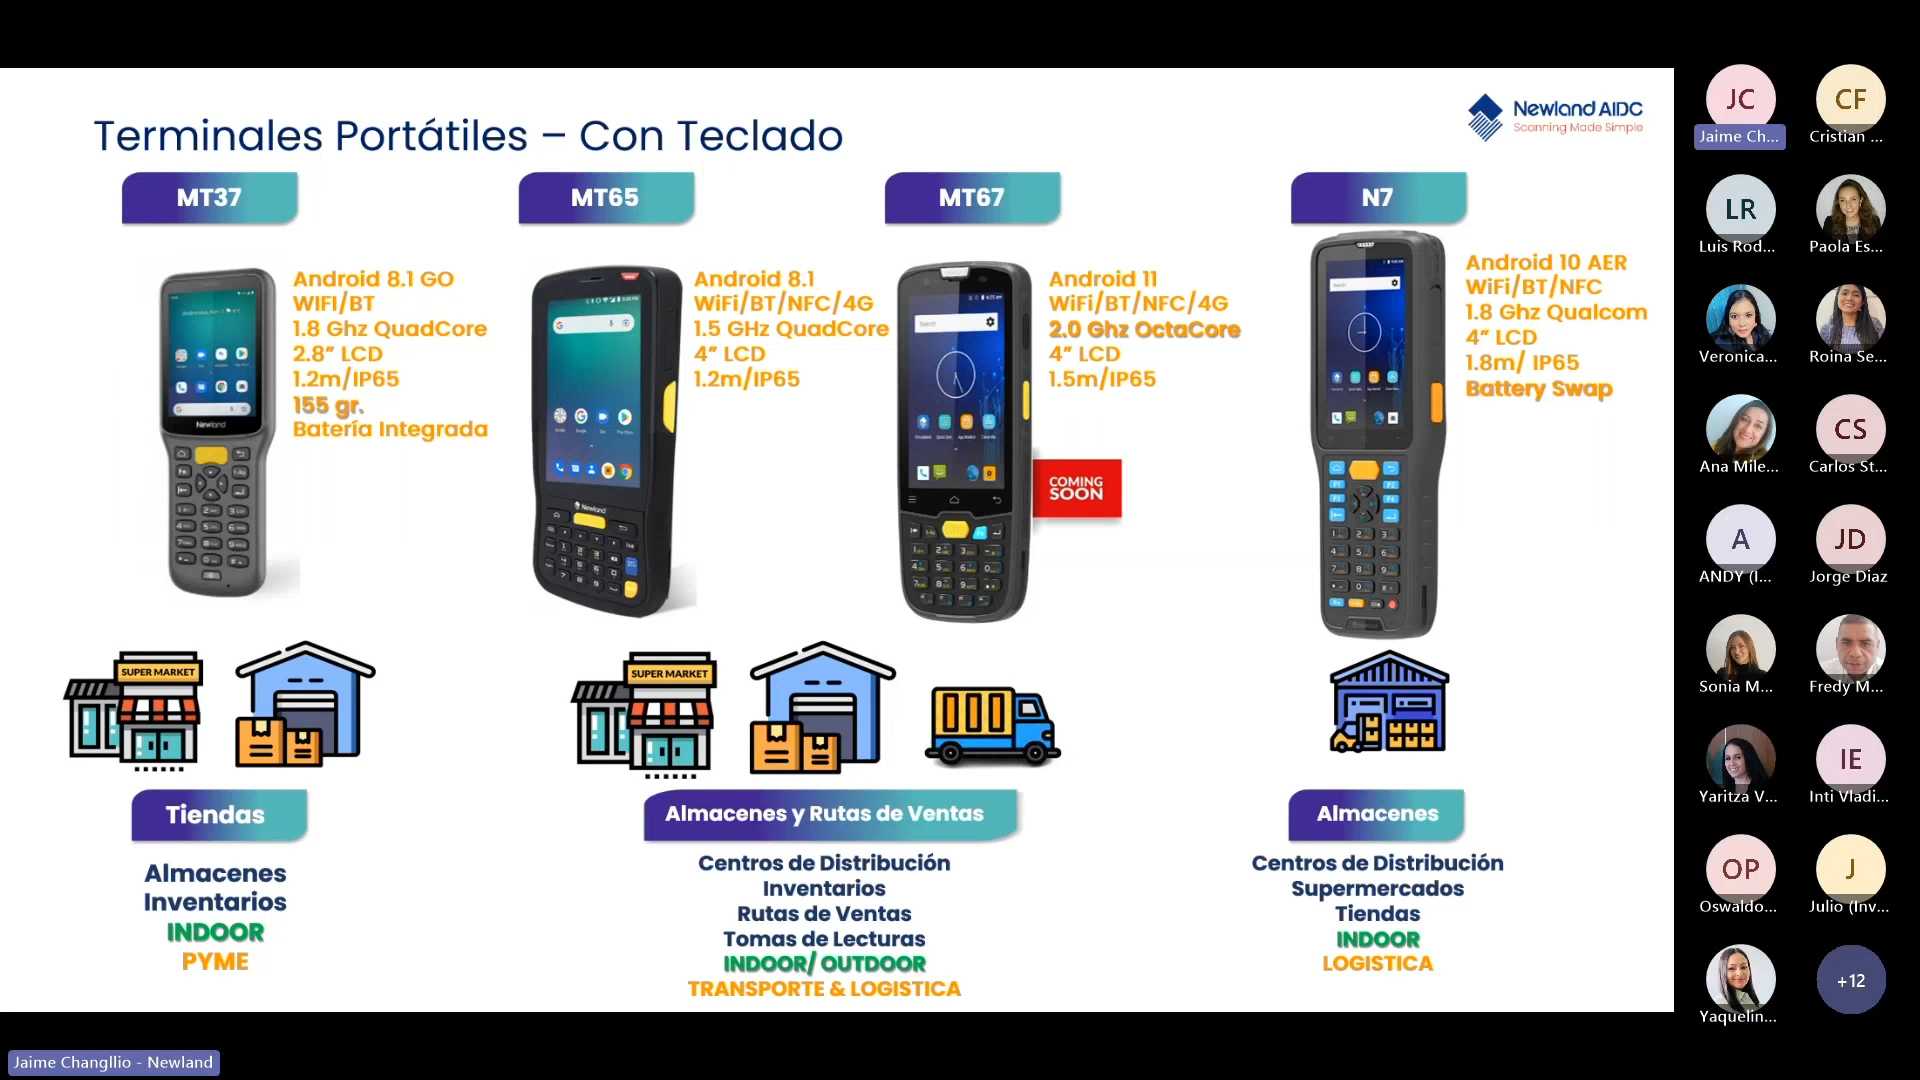 Terminales Portátiles – Con Teclado
Newland AIDC
Scanning Made Simple
MT37
Android 8.1 GO
WIFI/BT
1.8 Ghz QuadCore
2.8” LCD
1.2m/IP65
155 gr.
Batería Integrada
MT65
Android 8.1
WiFi/BT/NFC/4G
1.5 GHz QuadCore
4” LCD
1.2m/IP65
MT67
Android 11
WiFi/BT/NFC/4G
2.0 Ghz OctaCore
4” LCD
1.5m/IP65
COMING
SOON
N7
Android 10 AER
WiFi/BT/NFC
1.8 Ghz Qualcom
4” LCD
1.8m/ IP65
Battery Swap
Newland
Newland
Search
Search
SUPER MARKET
SUPER MARKET
Tiendas
Almacenes
Inventarios
INDOOR
PYME
Almacenes y Rutas de Ventas
Centros de Distribución
Inventarios
Rutas de Ventas
Tomas de Lecturas
INDOOR/ OUTDOOR
TRANSPORTE & LOGISTICA
Almacenes
Centros de Distribución
Supermercados
Tiendas
INDOOR
LOGISTICA
JC
Jaime Ch...
CF
Cristian ...
LR
Luis Rod...
Paola Es...
Veronica...
Roina Se...
Ana Mile...
CS
Carlos St...
A
ANDY (I...
JD
Jorge Diaz
Sonia M...
Fredy M...
Yaritza V...
IE
Inti Vladi...
OP
Oswaldo...
J
Julio (Inv...
Yaquelin...
+12
Jaime Changllio - Newland